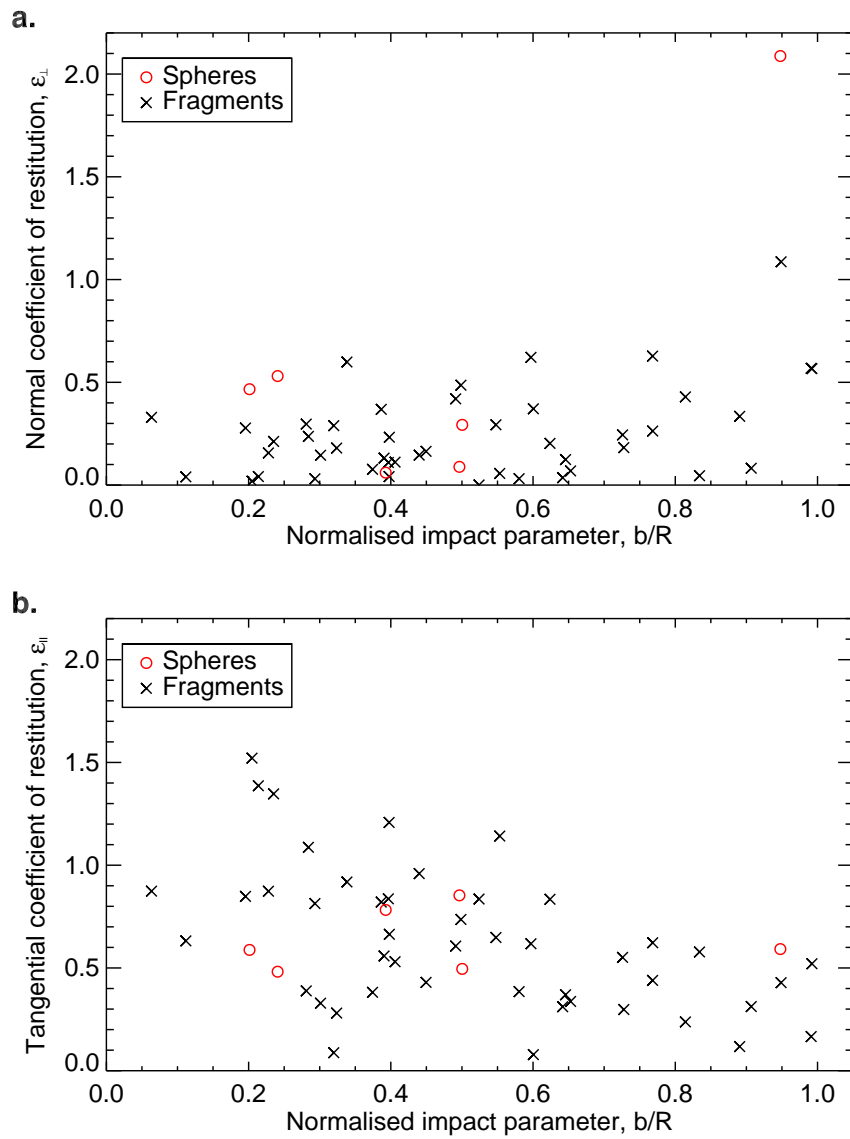 a.
Normal coefficient of restitution, ε⊥
2.0
1.5
1.0
0.5
0.0
Spheres
Fragments
0.0 0.2 0.4 0.6 0.8 1.0
Normalised impact parameter, b/R
b.
Tangential coefficient of restitution, ε||
2.0
1.5
1.0
0.5
0.0
Spheres
Fragments
0.0 0.2 0.4 0.6 0.8 1.0
Normalised impact parameter, b/R